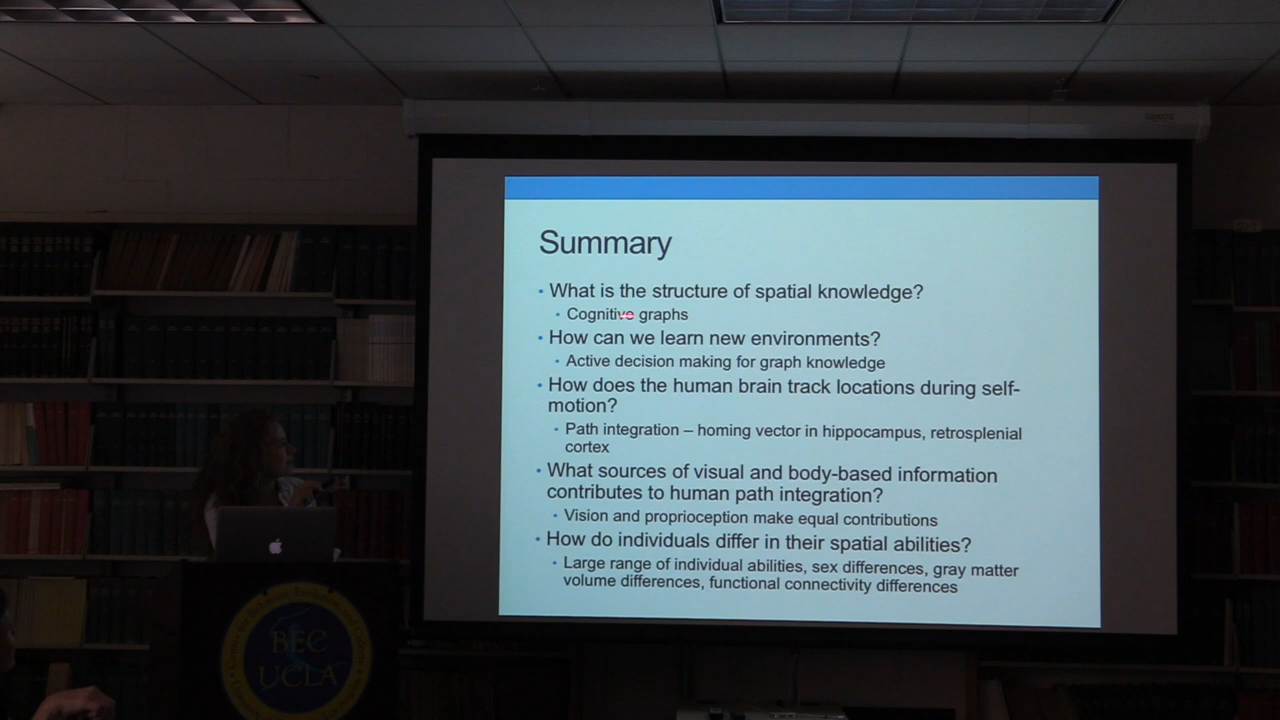 Summary
• What is the structure of spatial knowledge?
• Cognitive graphs
• How can we learn new environments?
• Active decision making for graph knowledge
• How does the human brain track locations during self-
motion?
• Path integration – homing vector in hippocampus, retrosplenial
cortex
• What sources of visual and body-based information
contributes to human path integration?
• Vision and proprioception make equal contributions
• How do individuals differ in their spatial abilities?
• Large range of individual abilities, sex differences, gray matter
volume differences, functional connectivity differences
BEC
UCLA